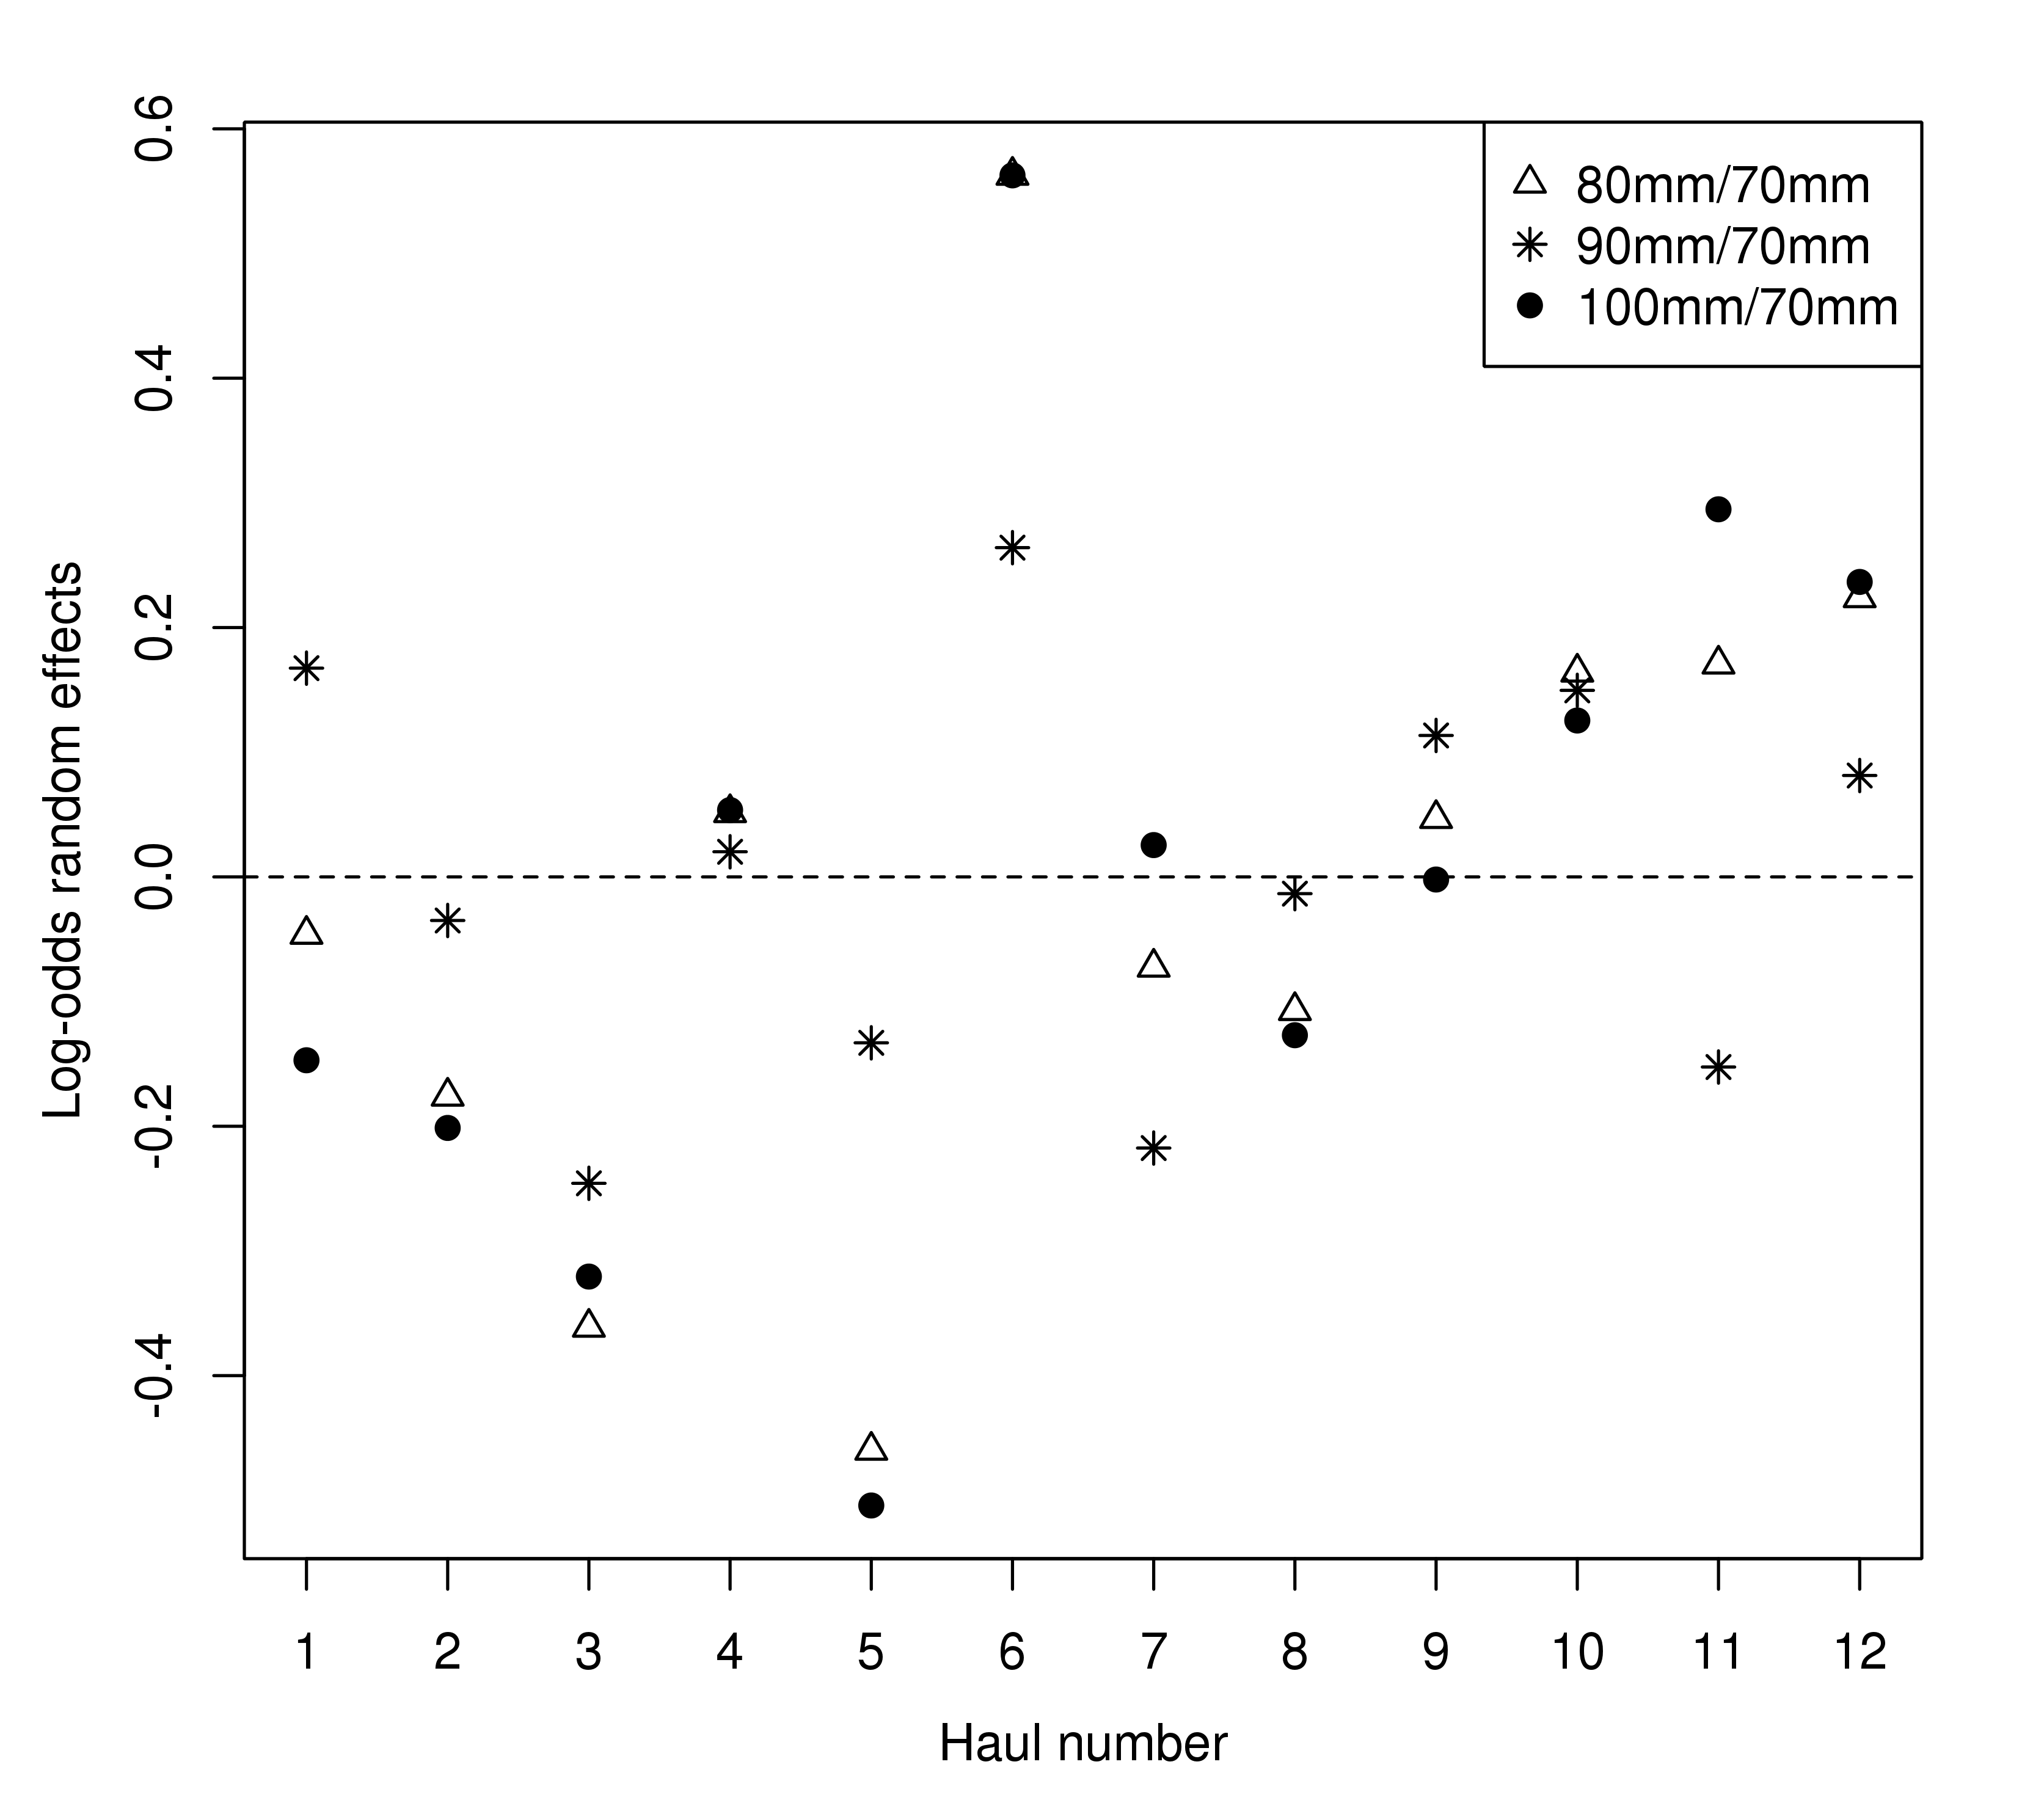 0.6
0.4
0.2
0.0
-0.2
-0.4
Log-odds random effects
80mm/70mm
90mm/70mm
100mm/70mm
1 2 3 4 5 6 7 8 9 10 11 12
Haul number